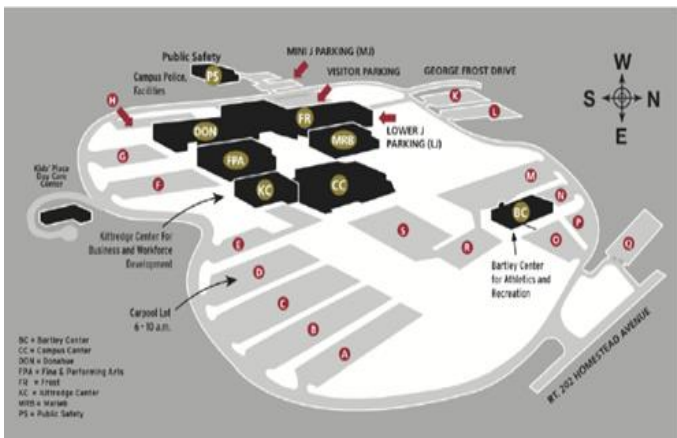 Public Safety
PS
Campus Police,
Facilities
MINI J PARKING (MJ)
VISITOR PARKING
GEORGE FROST DRIVE
W
S
N
E
H
K
L
DON
FR
LOWER J
PARKING (LJ)
MRB
G
FPA
F
KC
CC
M
N
P
BC
O
Q
Kids' Place
Day Care
Center
Kittredge Center For
Business and Workforce
Development
E
S
R
D
Bartley Center
for Athletics and
Recreation
Carpool Lot
6 - 10 a.m.
C
B
A
RT. 202 HOMESTEAD AVENUE
BC = Bartley Center
CC = Campus Center
DON = Donahue
FPA = Fine & Performing Arts
FR = Frost
KC = Kittredge Center
MRB = Marieb
PS = Public Safety